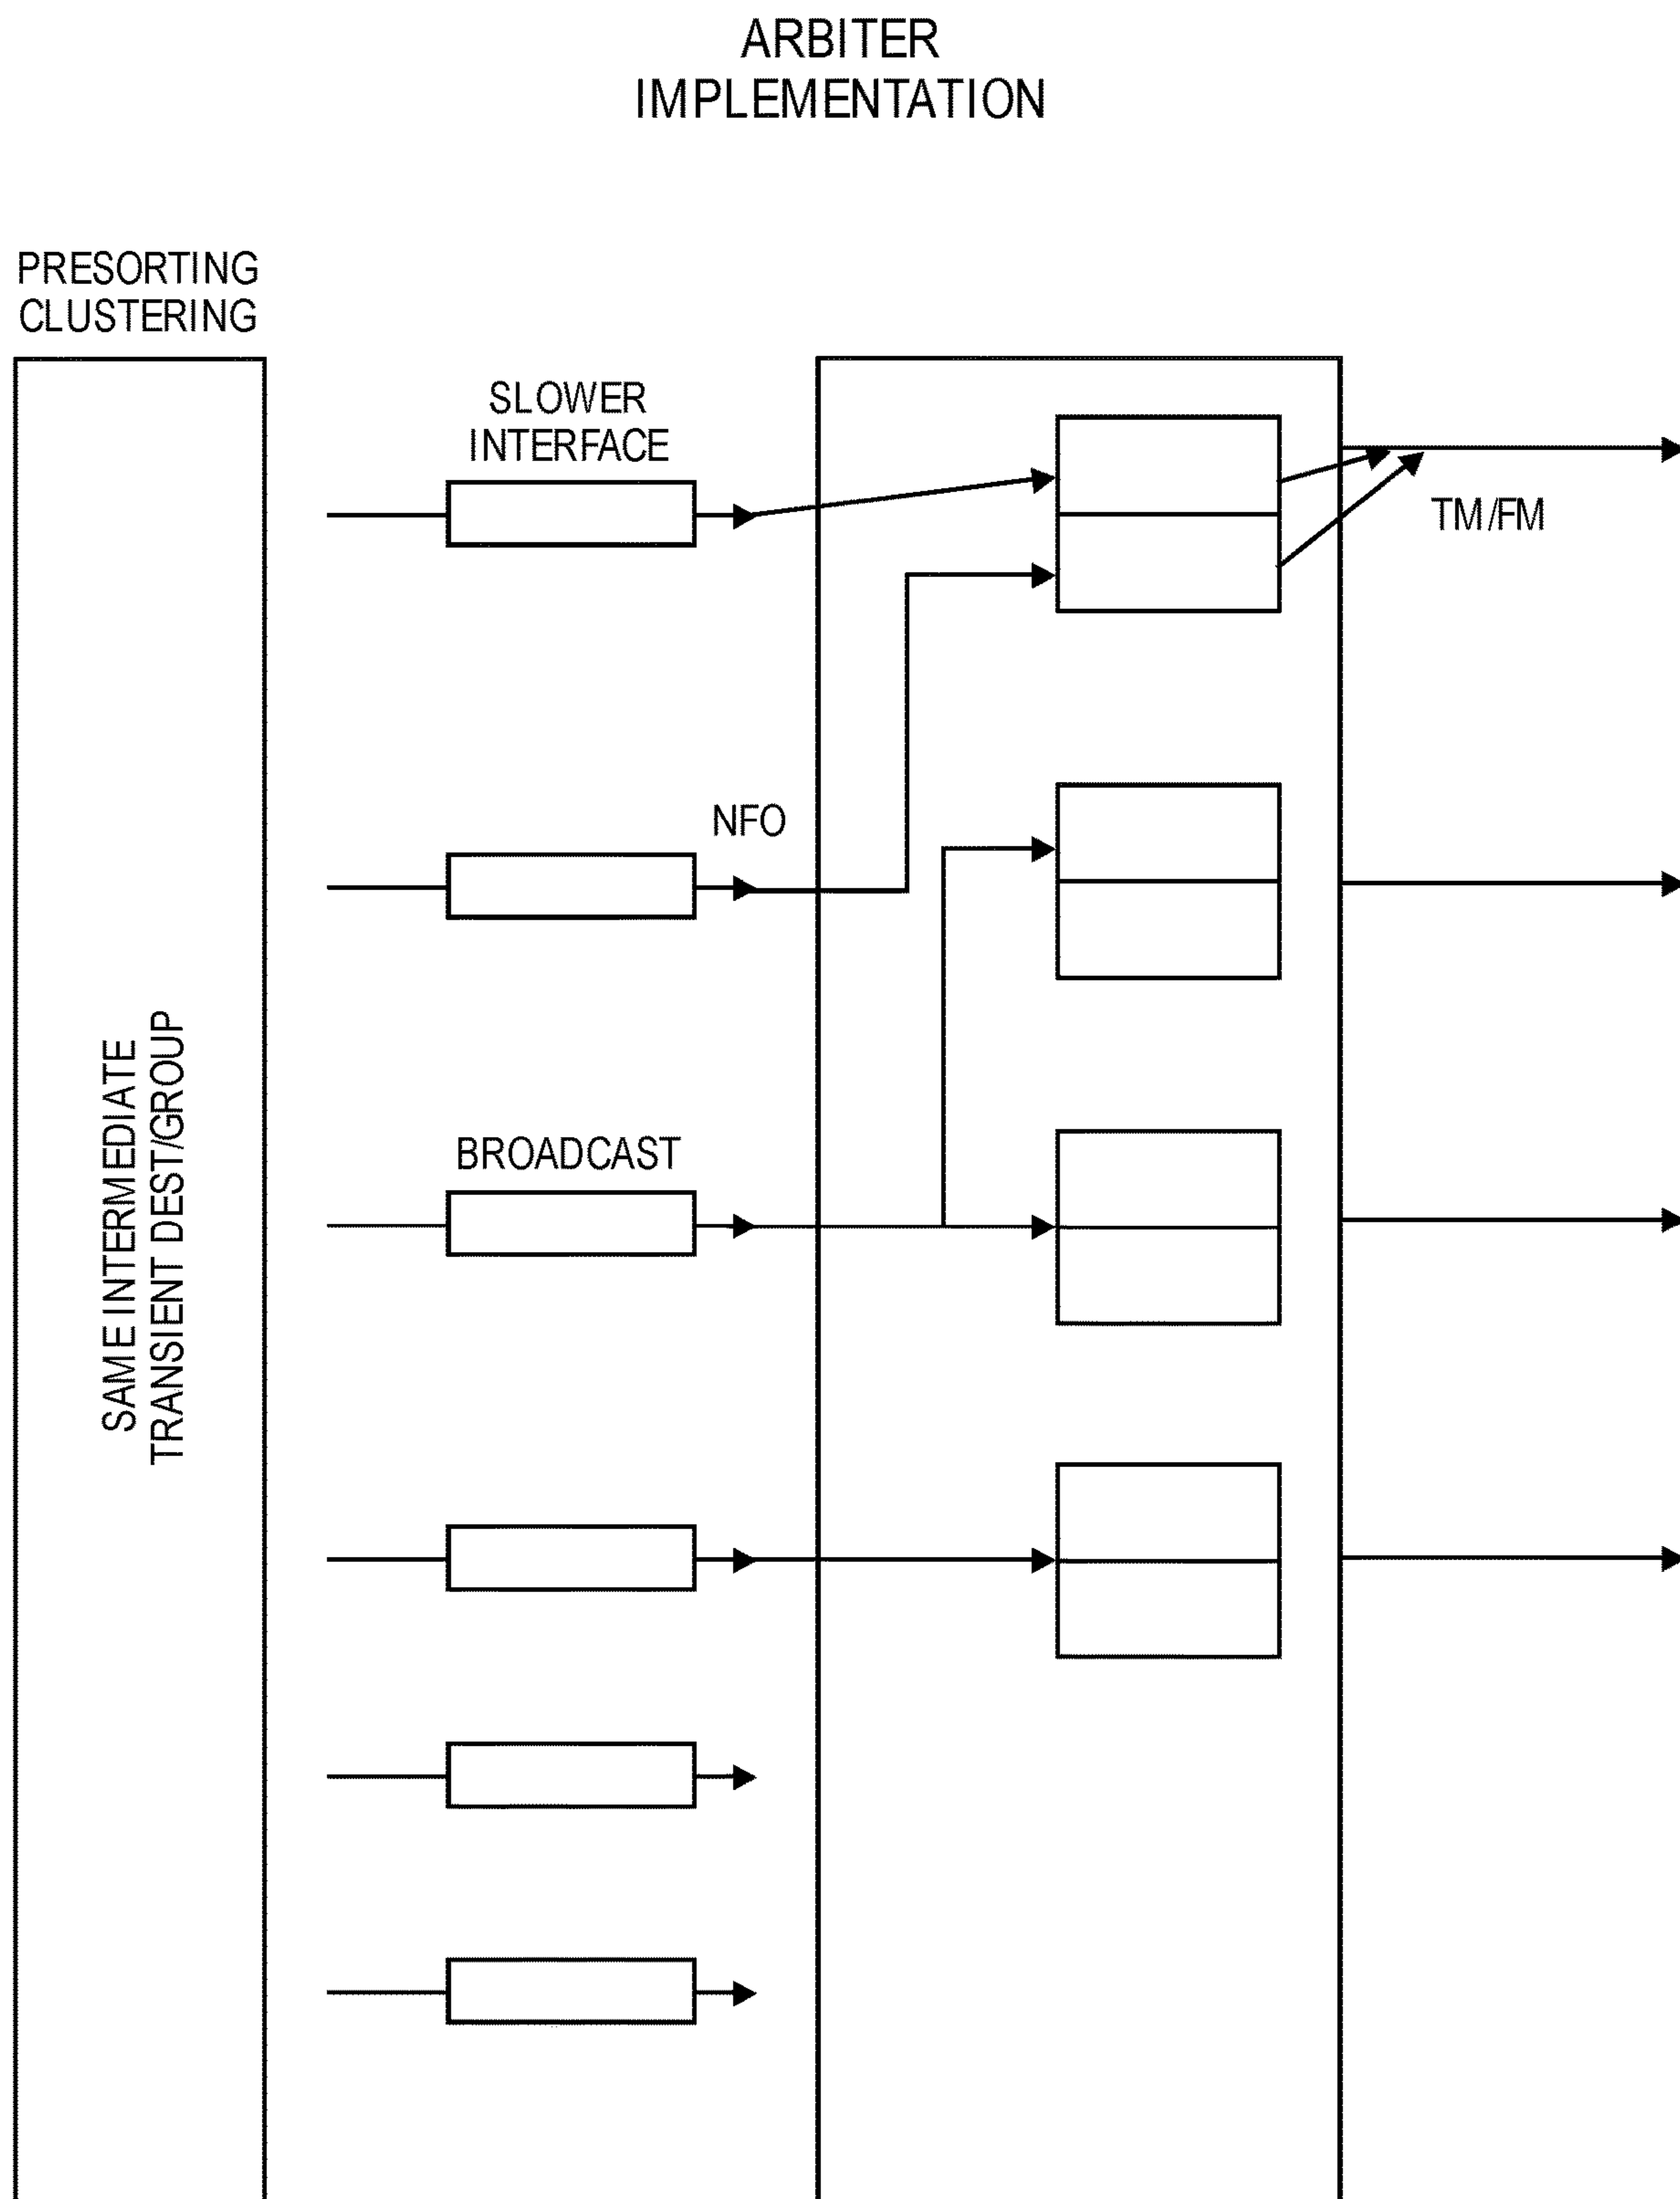 ARBITER
IMPLEMENTATION
PRESORTING
CLUSTERING
SLOWER
INTERFACE
TM/FM
NFO
BROADCAST
SAME INTERMEDIATE
TRANSIENT DEST/GROUP